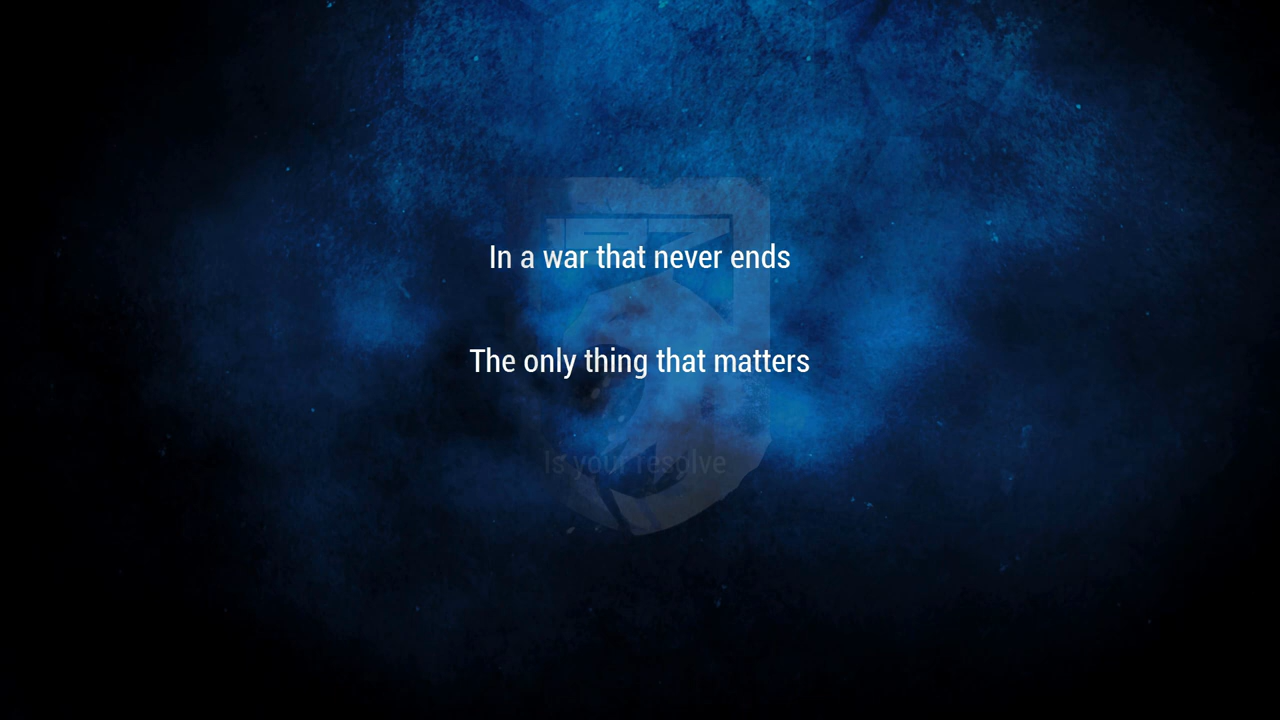 In a war that never ends
The only thing that matters
Is your resolve